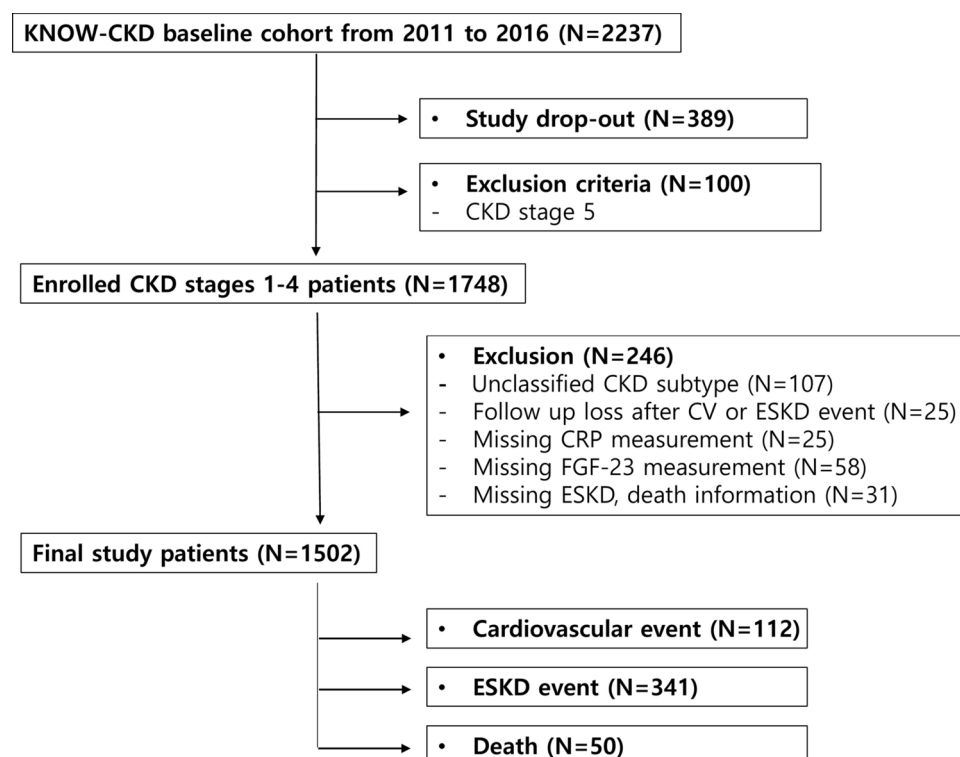 KNOW-CKD baseline cohort from 2011 to 2016 (N=2237)
• Study drop-out (N=389)
• Exclusion criteria (N=100)
- CKD stage 5
Enrolled CKD stages 1-4 patients (N=1748)
• Exclusion (N=246)
- Unclassified CKD subtype (N=107)
- Follow up loss after CV or ESKD event (N=25)
- Missing CRP measurement (N=25)
- Missing FGF-23 measurement (N=58)
- Missing ESKD, death information (N=31)
Final study patients (N=1502)
• Cardiovascular event (N=112)
• ESKD event (N=341)
• Death (N=50)